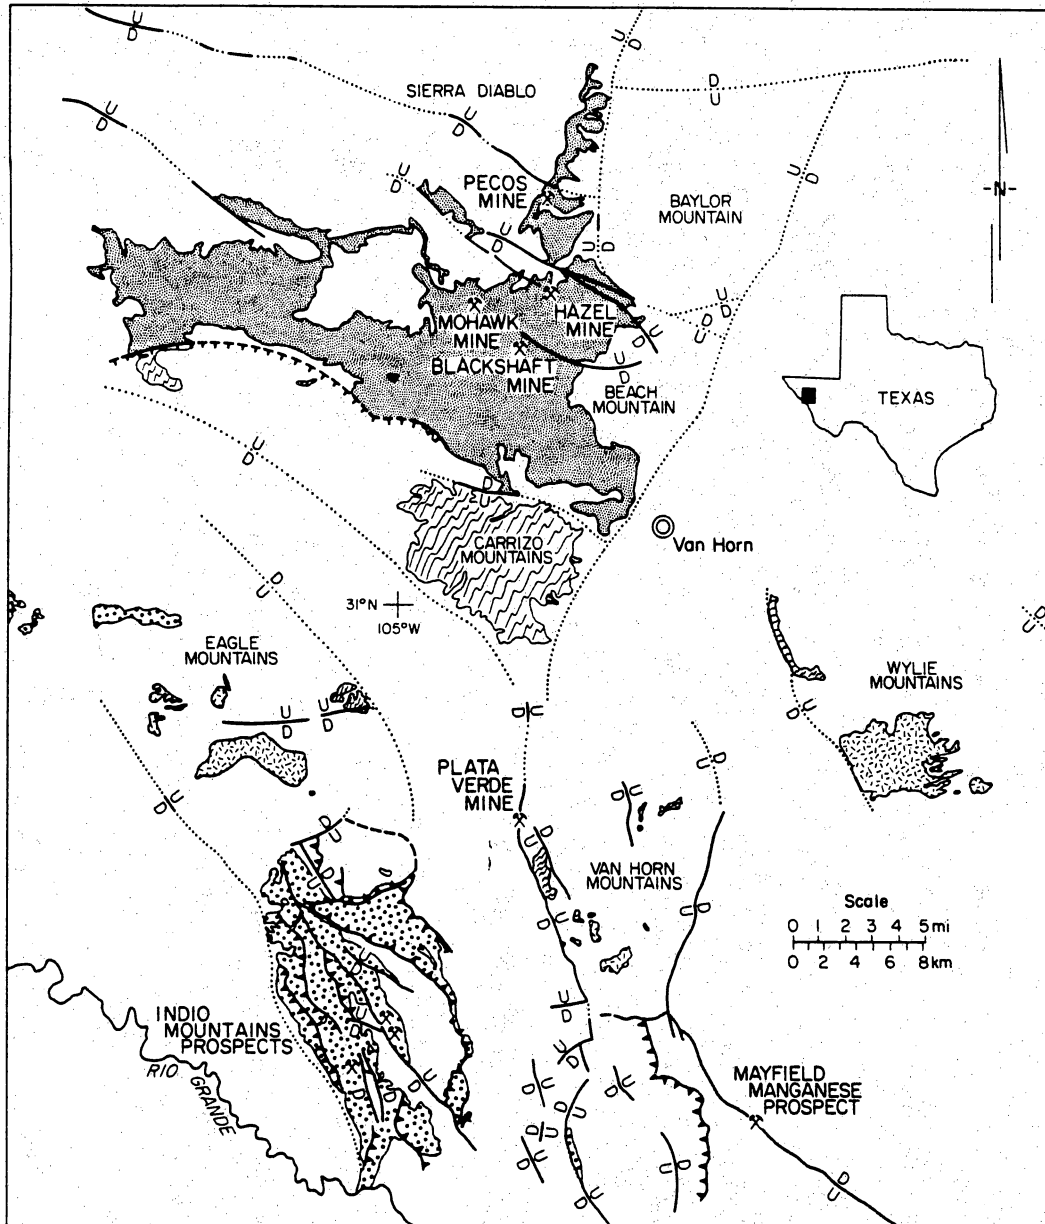 SIERRA DIABLO
PECOS
MINE
BAYLOR
MOUNTAIN
-N-
HAZEL
MINE
MOHAWK
MINE
BLACKSHAFT
MINE
BEACH
MOUNTAIN
TEXAS
Van Horn
CARRIZO
MOUNTAINS
31°N
105°W
EAGLE
MOUNTAINS
WYLIE
MOUNTAINS
PLATA
VERDE
MINE
VAN HORN
MOUNTAINS
Scale
0 1 2 3 4 5 mi
0 2 4 6 8 km
INDIO
MOUNTAINS
PROSPECTS
RIO GRANDE
MAYFIELD
MANGANESE
PROSPECT
U
D
U
D
U
D
U
D
U
D
U
D
U
D
U
D